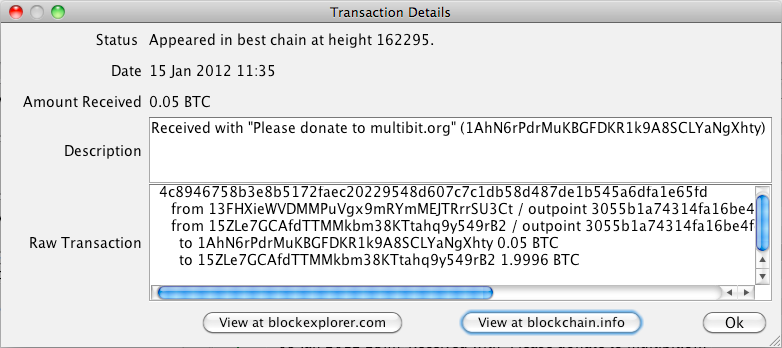 Transaction Details
Status Appeared in best chain at height 162295.
Date 15 Jan 2012 11:35
Amount Received 0.05 BTC
Description Received with "Please donate to multibit.org" (1AhN6rPdrMuKBGFDKR1k9A8SCLYaNgXhty)
Raw Transaction
4c8946758b3e8b5172faec20229548d607c7c1db58d487de1b545a6dfa1e65fd
from 13FHXieWVDMMPuVgx9mRYmMEJTRrrSU3Ct / outpoint 3055b1a74314fa16be4
from 15ZLe7GCAfdTTMMkbm38KTtahq9y549rB2 / outpoint 3055b1a74314fa16be4f
to 1AhN6rPdrMuKBGFDKR1k9A8SCLYaNgXhty 0.05 BTC
to 15ZLe7GCAfdTTMMkbm38KTtahq9y549rB2 1.9996 BTC
View at blockexplorer.com View at blockchain.info Ok